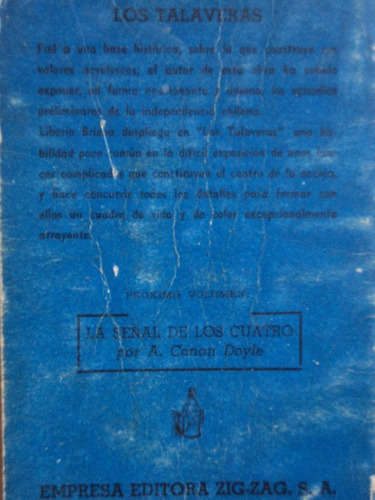 LOS TALAVERAS
Fiel a una base histórica, sobre la que construye sus
valores novelescos, el autor de esta obra ha sabido
exponer, en forma emocionante y amena, los episodios
preliminares de la independencia chilena.
Liborio Brieba despliega en "Los Talaveras" una ha-
bilidad poco común en la difícil exposición de unos lan-
ces complicados que constituyen el centro de la acción,
y hace concurrir todos los detalles para formar con
ellos un cuadro de vida y de color excepcionalmente
atrayente.
PROXIMO VOLUMEN:
LA SEÑAL DE LOS CUATRO
por A. Conan Doyle
EMPRESA EDITORA ZIG-ZAG, S. A.